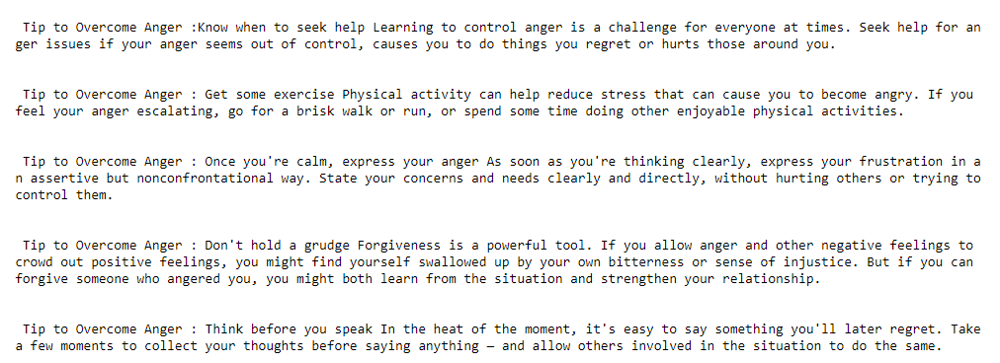 Tip to Overcome Anger :Know when to seek help Learning to control anger is a challenge for everyone at times. Seek help for an
ger issues if your anger seems out of control, causes you to do things you regret or hurts those around you.
Tip to Overcome Anger : Get some exercise Physical activity can help reduce stress that can cause you to become angry. If you
feel your anger escalating, go for a brisk walk or run, or spend some time doing other enjoyable physical activities.
Tip to Overcome Anger : Once you're calm, express your anger As soon as you're thinking clearly, express your frustration in a
n assertive but nonconfrontational way. State your concerns and needs clearly and directly, without hurting others or trying to
control them.
Tip to Overcome Anger : Don't hold a grudge Forgiveness is a powerful tool. If you allow anger and other negative feelings to
crowd out positive feelings, you might find yourself swallowed up by your own bitterness or sense of injustice. But if you can
forgive someone who angered you, you might both learn from the situation and strengthen your relationship.
Tip to Overcome Anger : Think before you speak In the heat of the moment, it's easy to say something you'll later regret. Take
a few moments to collect your thoughts before saying anything — and allow others involved in the situation to do the same.